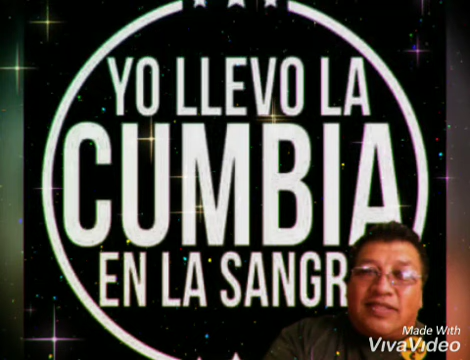 YO LLEVO LA
CUMBIA
EN LA SANGR
Made With
VivaVideo